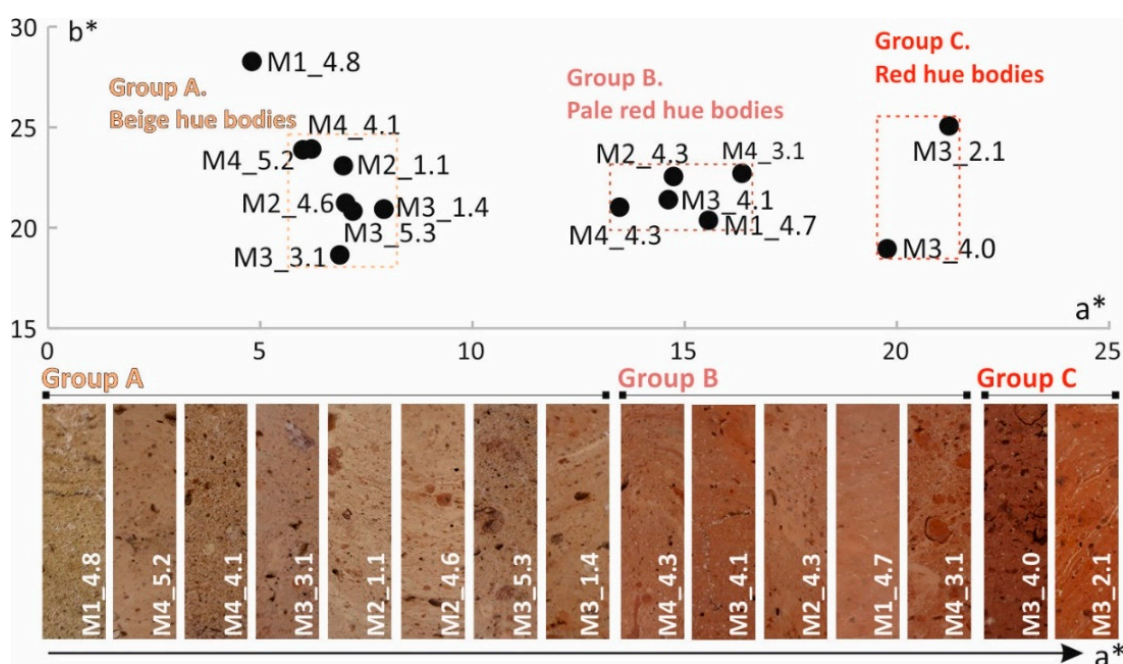 30
b*
M1_4.8
Group A.
Beige hue bodies
Group B.
Pale red hue bodies
Group C.
Red hue bodies
25
M4_4.1
M4_5.2
M2_1.1
M2_4.6
M3_1.4
M3_5.3
M3_3.1
M2_4.3
M4_3.1
M3_4.1
M4_4.3
M1_4.7
M3_2.1
M3_4.0
20
15
a*
0
5
10
15
20
25
Group A
Group B
Group C
M1_4.8
M4_5.2
M4_4.1
M3_3.1
M2_1.1
M2_4.6
M3_5.3
M3_1.4
M4_4.3
M3_4.1
M2_4.3
M1_4.7
M4_3.1
M3_4.0
M3_2.1
a*